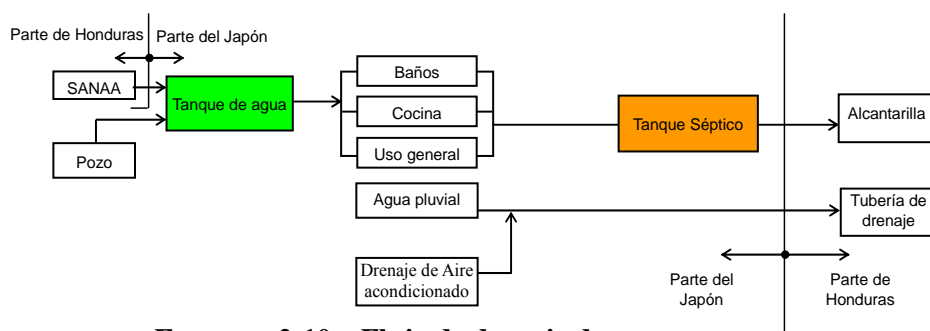 Parte de Honduras
Parte del Japón
SANAA
Pozo
Tanque de agua
Baños
Cocina
Uso general
Tanque Séptico
Alcantarilla
Agua pluvial
Tubería de
drenaje
Drenaje de Aire
acondicionado
Parte del
Japón
Parte de
Honduras